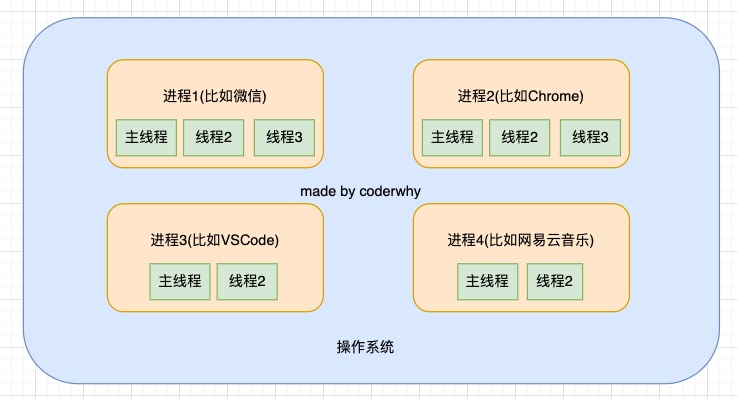 进程1(比如微信)
主线程 线程2 线程3
进程2(比如Chrome)
主线程 线程2 线程3
made by coderwhy
进程3(比如VSCode)
主线程 线程2
进程4(比如网易云音乐)
主线程 线程2
操作系统